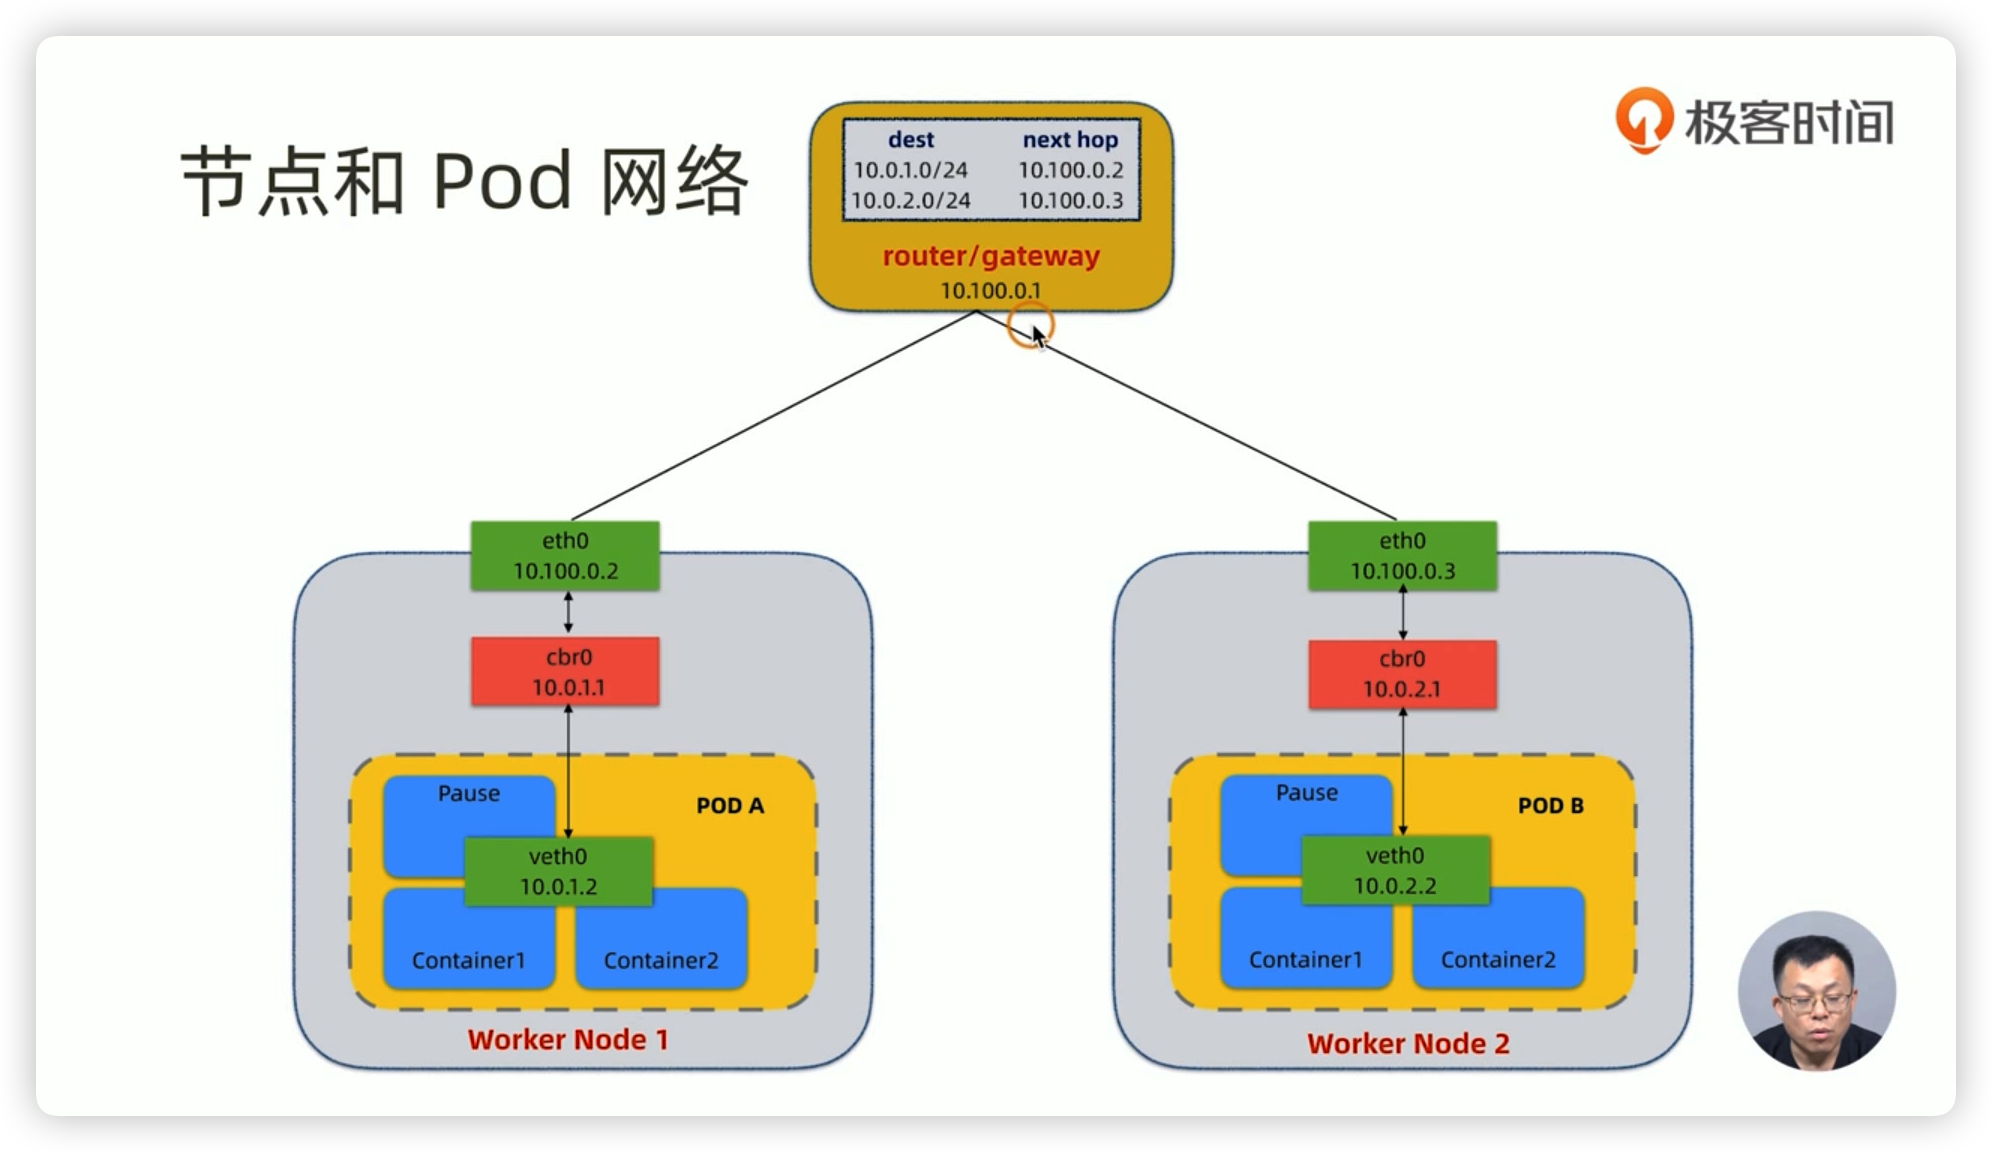 节点和 Pod 网络
极客时间
dest next hop
10.0.1.0/24 10.100.0.2
10.0.2.0/24 10.100.0.3
router/gateway
10.100.0.1
eth0
10.100.0.2
cbr0
10.0.1.1
Pause
POD A
veth0
10.0.1.2
Container1
Container2
Worker Node 1
eth0
10.100.0.3
cbr0
10.0.2.1
Pause
POD B
veth0
10.0.2.2
Container1
Container2
Worker Node 2